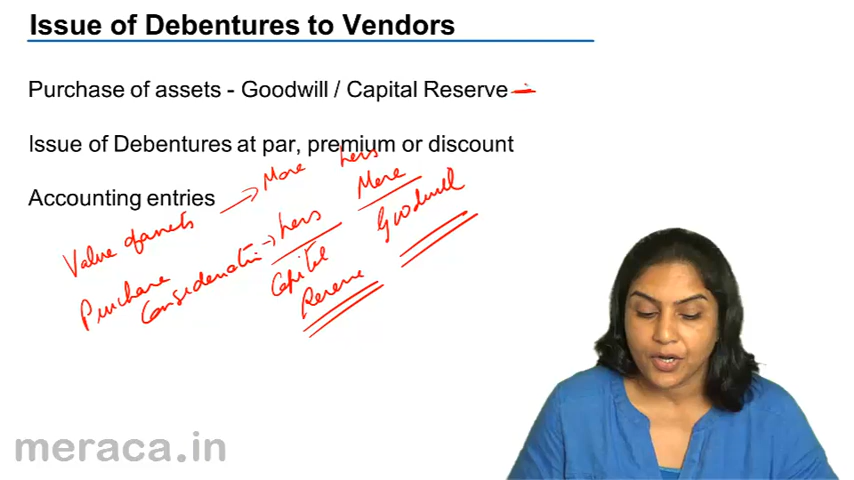 Issue of Debentures to Vendors
Purchase of assets - Goodwill / Capital Reserve
Issue of Debentures at par, premium or discount
Accounting entries
Value of assets → More Less
Purchase Consideration → Less More
Capital Reserve Goodwill
meraca.in